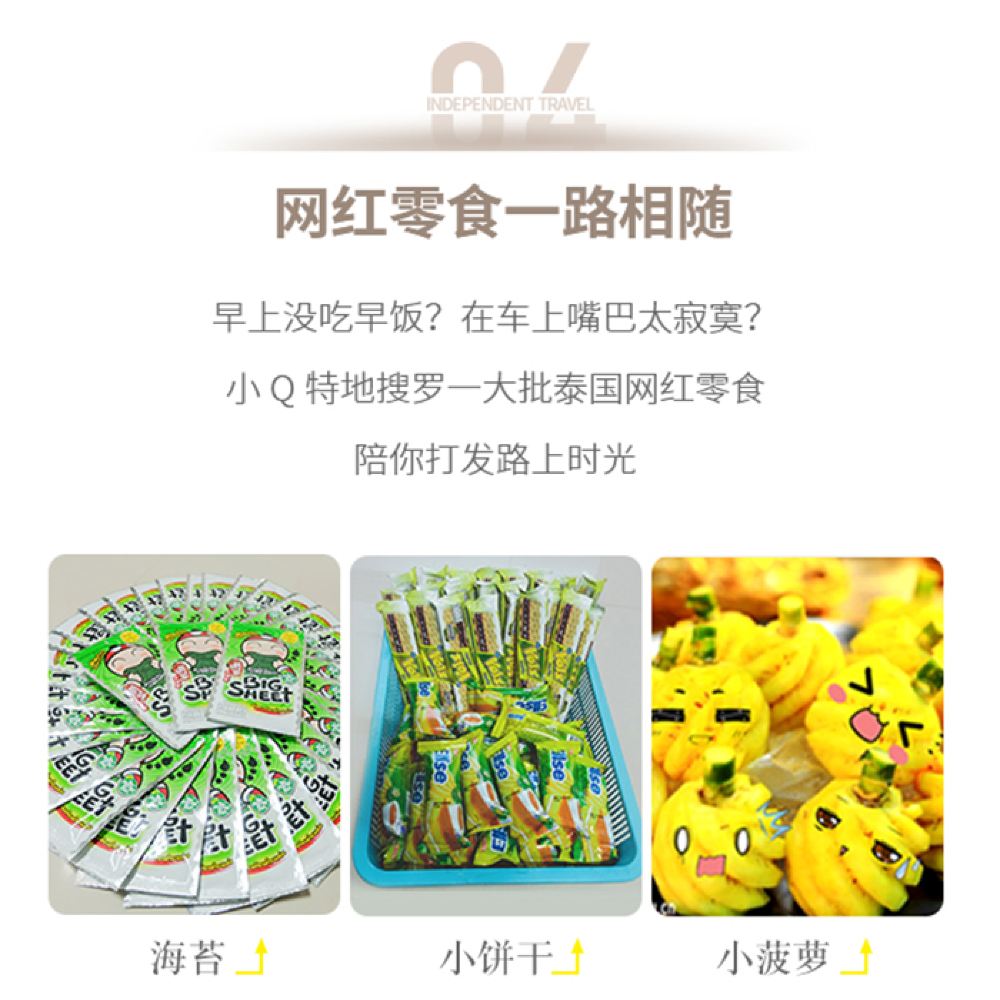 04
INDEPENDENT TRAVEL
网红零食一路相随
早上没吃早饭？在车上嘴巴太寂寞？
小 Q 特地搜罗一大批泰国网红零食
陪你打发路上时光
BIG
SHEET
Else
海苔
小饼干
小菠萝